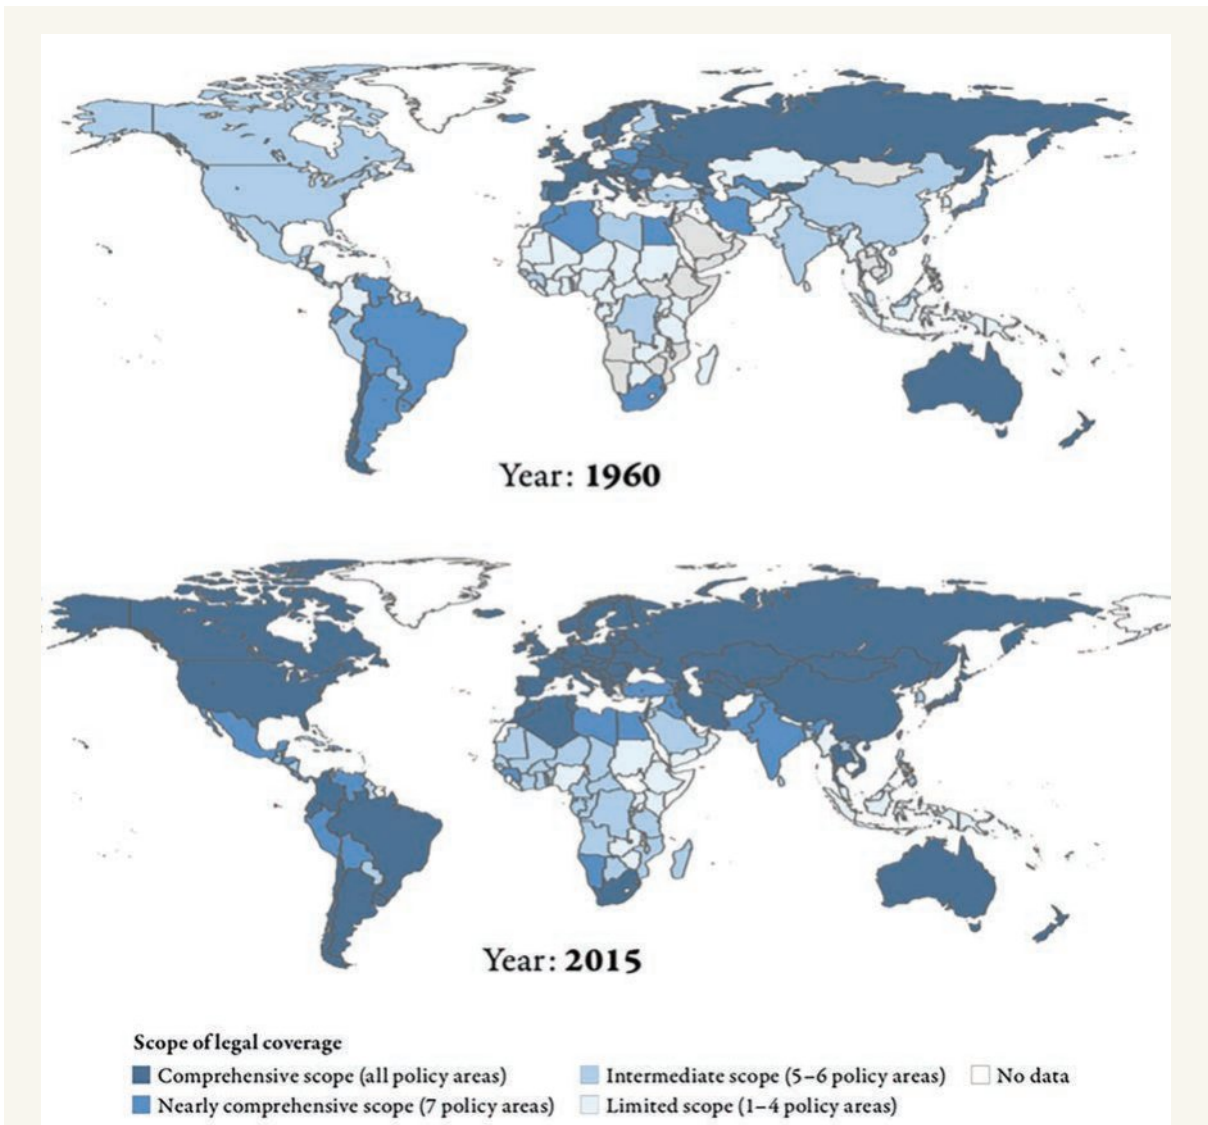 Year: 1960
Year: 2015
Scope of legal coverage
Comprehensive scope (all policy areas)
Intermediate scope (5–6 policy areas)
No data
Nearly comprehensive scope (7 policy areas)
Limited scope (1–4 policy areas)